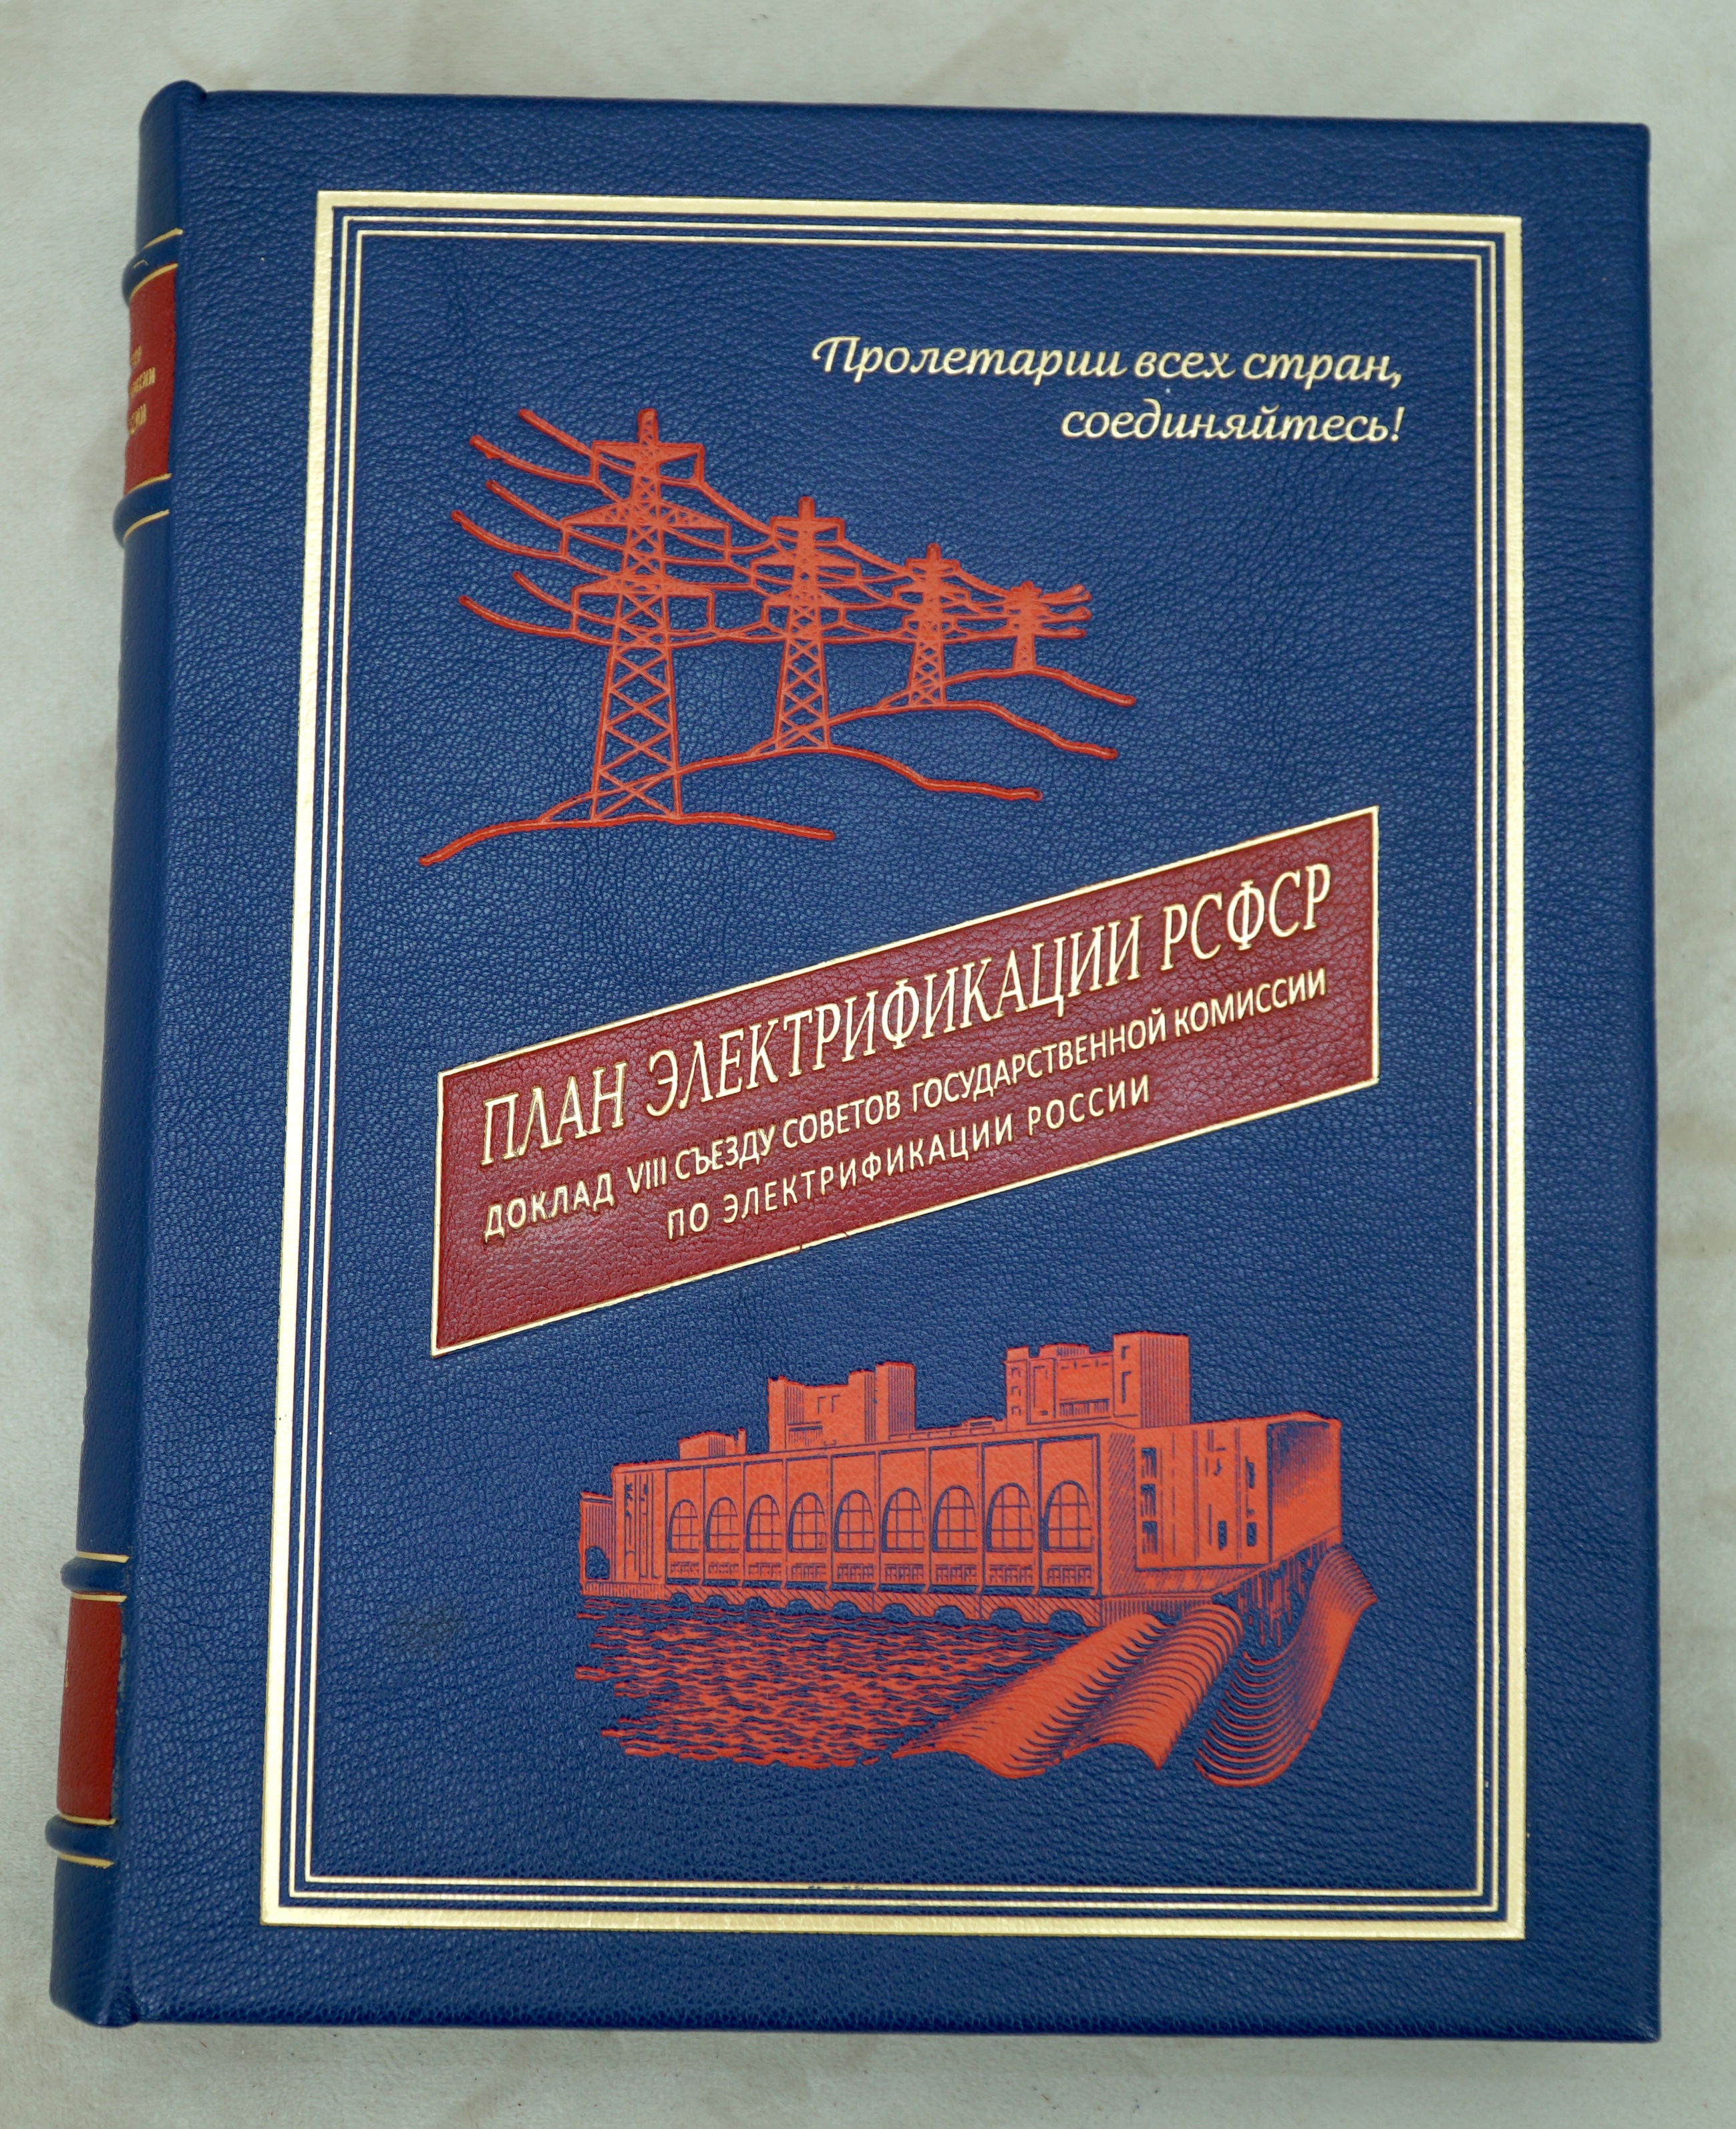 Пролетарии всех стран,
соединяйтесь!
ПЛАН ЭЛЕКТРИФИКАЦИИ РСФСР
ДОКЛАД VIII СЪЕЗДУ СОВЕТОВ ГОСУДАРСТВЕННОЙ КОМИССИИ
ПО ЭЛЕКТРИФИКАЦИИ РОССИИ